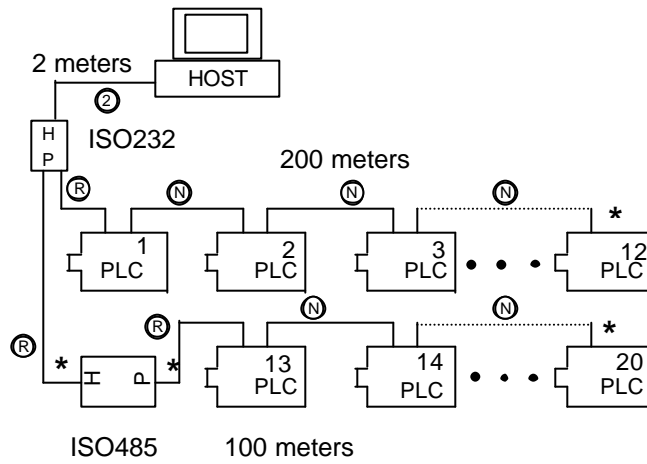 2 meters
HOST
2
H
P
ISO232
200 meters
R
N
N
N
*
1
PLC
2
PLC
3
PLC
12
PLC
R
R
N
N
*
*
*
H
P
13
PLC
14
PLC
20
PLC
ISO485
100 meters